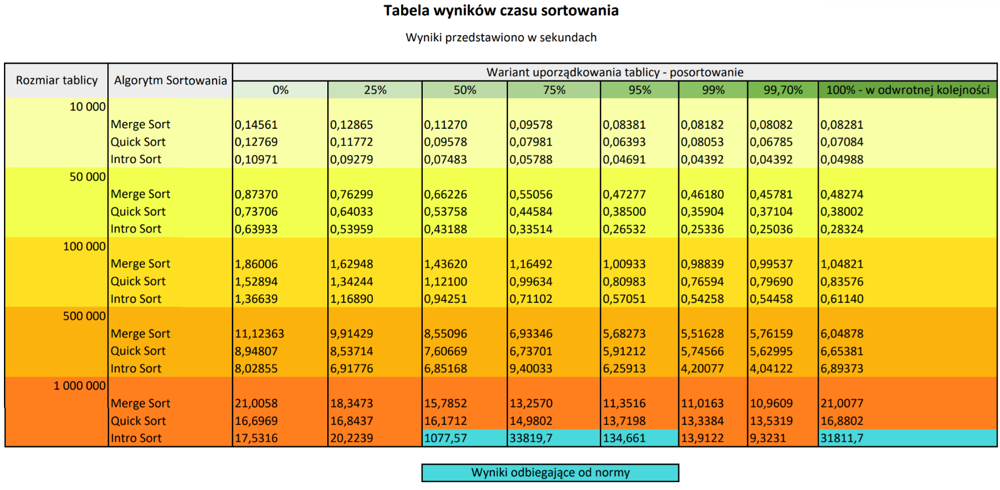 Tabela wyników czasu sortowania
Wyniki przedstawiono w sekundach
Rozmiar tablicy Algorytm Sortowania Wariant uporządkowania tablicy - posortowanie
0% 25% 50% 75% 95% 99% 99,70% 100% - w odwrotnej kolejności
10 000
Merge Sort 0,14561 0,12865 0,11270 0,09578 0,08381 0,08182 0,08082 0,08281
Quick Sort 0,12769 0,11772 0,09578 0,07981 0,06393 0,08053 0,06785 0,07084
Intro Sort 0,10971 0,09279 0,07483 0,05788 0,04691 0,04392 0,04392 0,04988
50 000
Merge Sort 0,87370 0,76299 0,66226 0,55056 0,47277 0,46180 0,45781 0,48274
Quick Sort 0,73706 0,64033 0,53758 0,44584 0,38500 0,35904 0,37104 0,38002
Intro Sort 0,63933 0,53959 0,43188 0,33514 0,26532 0,25336 0,25036 0,28324
100 000
Merge Sort 1,86006 1,62948 1,43620 1,16492 1,00933 0,98839 0,99537 1,04821
Quick Sort 1,52894 1,34244 1,12100 0,99634 0,80983 0,76594 0,79690 0,83576
Intro Sort 1,36639 1,16890 0,94251 0,71102 0,57051 0,54258 0,54458 0,61140
500 000
Merge Sort 11,12363 9,91429 8,55096 6,93346 5,68273 5,51628 5,76159 6,04878
Quick Sort 8,94807 8,53714 7,60669 6,73701 5,91212 5,74566 5,62995 6,65381
Intro Sort 8,02855 6,91776 6,85168 9,40033 6,25913 4,20077 4,04122 6,89373
1 000 000
Merge Sort 21,0058 18,3473 15,7852 13,2570 11,3516 11,0163 10,9609 21,0077
Quick Sort 16,6969 16,8437 16,1712 14,9802 13,7198 13,3384 13,5319 16,8802
Intro Sort 17,5316 20,2239 1077,57 33819,7 134,661 13,9122 9,3231 31811,7
Wyniki odbiegające od normy